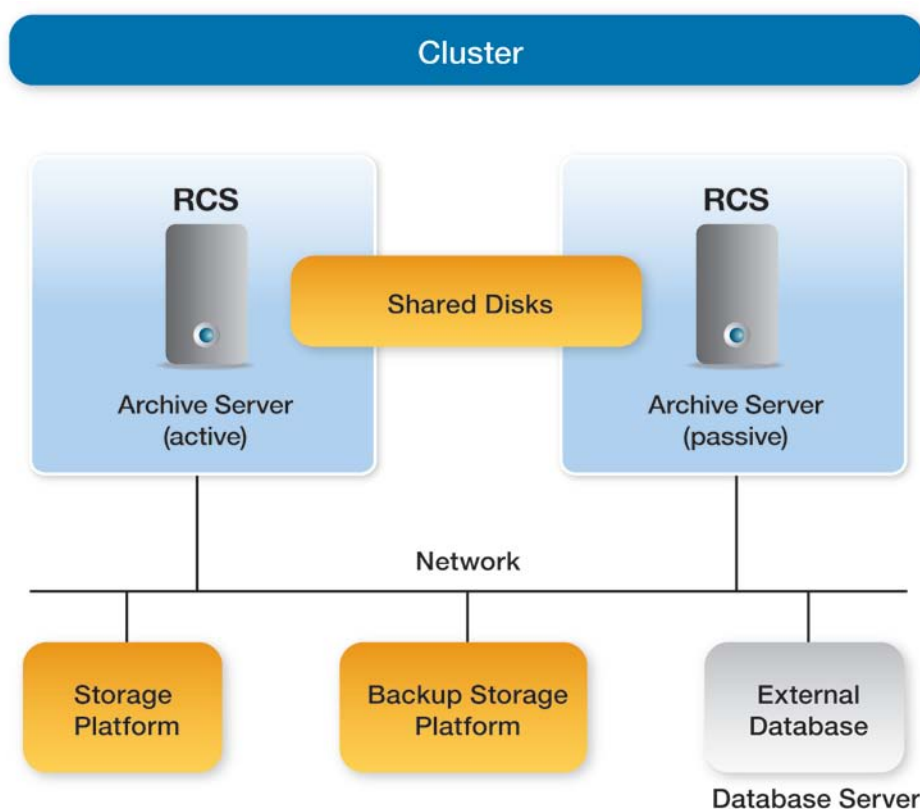 Cluster
RCS
Archive Server
(active)
Shared Disks
RCS
Archive Server
(passive)
Network
Storage
Platform
Backup Storage
Platform
External
Database
Database Server